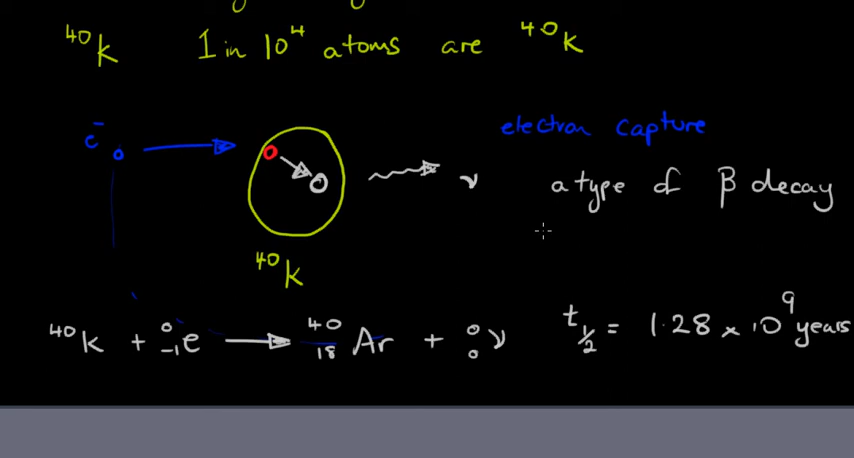 ⁴⁰K 1 in 10⁴ atoms are ⁴⁰K
e⁻
electron capture
ν a type of β decay
⁴⁰K
⁴⁰K + ⁰₋₁e → ⁴⁰₁₈Ar + ⁰₀ν t½ = 1.28 × 10⁹ years